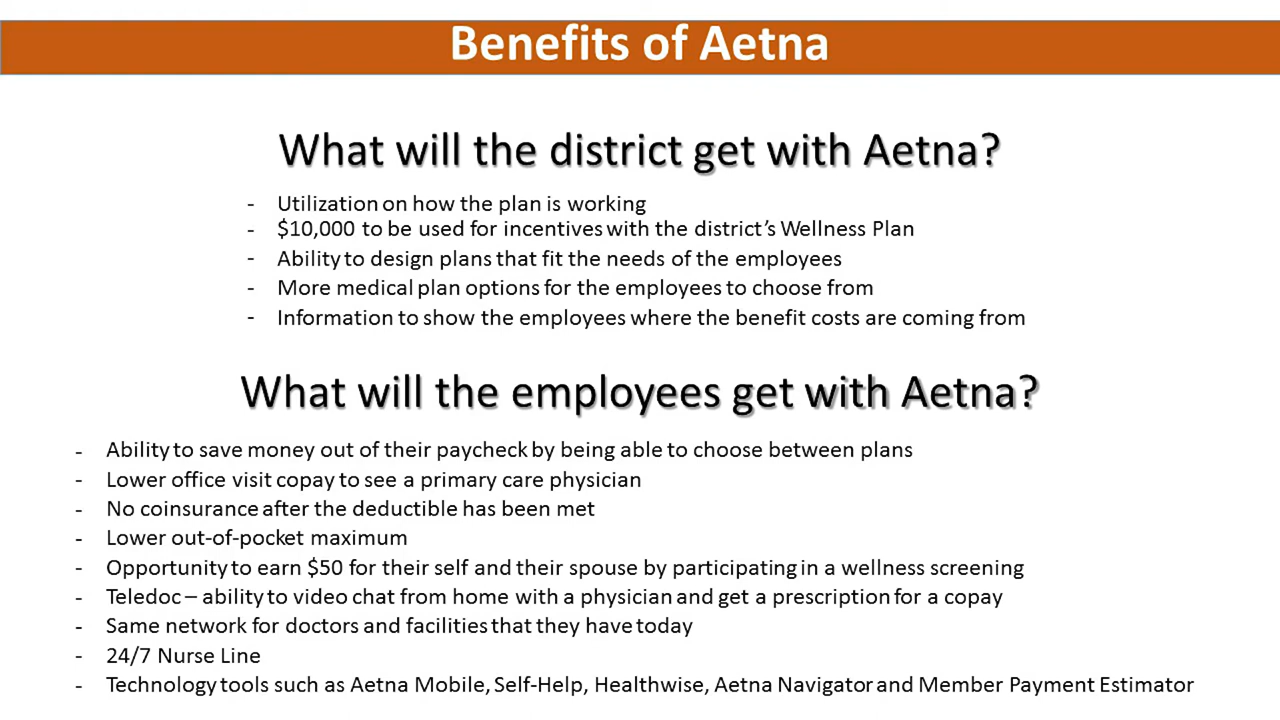 Benefits of Aetna
What will the district get with Aetna?
- Utilization on how the plan is working
- $10,000 to be used for incentives with the district's Wellness Plan
- Ability to design plans that fit the needs of the employees
- More medical plan options for the employees to choose from
- Information to show the employees where the benefit costs are coming from
What will the employees get with Aetna?
- Ability to save money out of their paycheck by being able to choose between plans
- Lower office visit copay to see a primary care physician
- No coinsurance after the deductible has been met
- Lower out-of-pocket maximum
- Opportunity to earn $50 for their self and their spouse by participating in a wellness screening
- Teledoc – ability to video chat from home with a physician and get a prescription for a copay
- Same network for doctors and facilities that they have today
- 24/7 Nurse Line
- Technology tools such as Aetna Mobile, Self-Help, Healthwise, Aetna Navigator and Member Payment Estimator